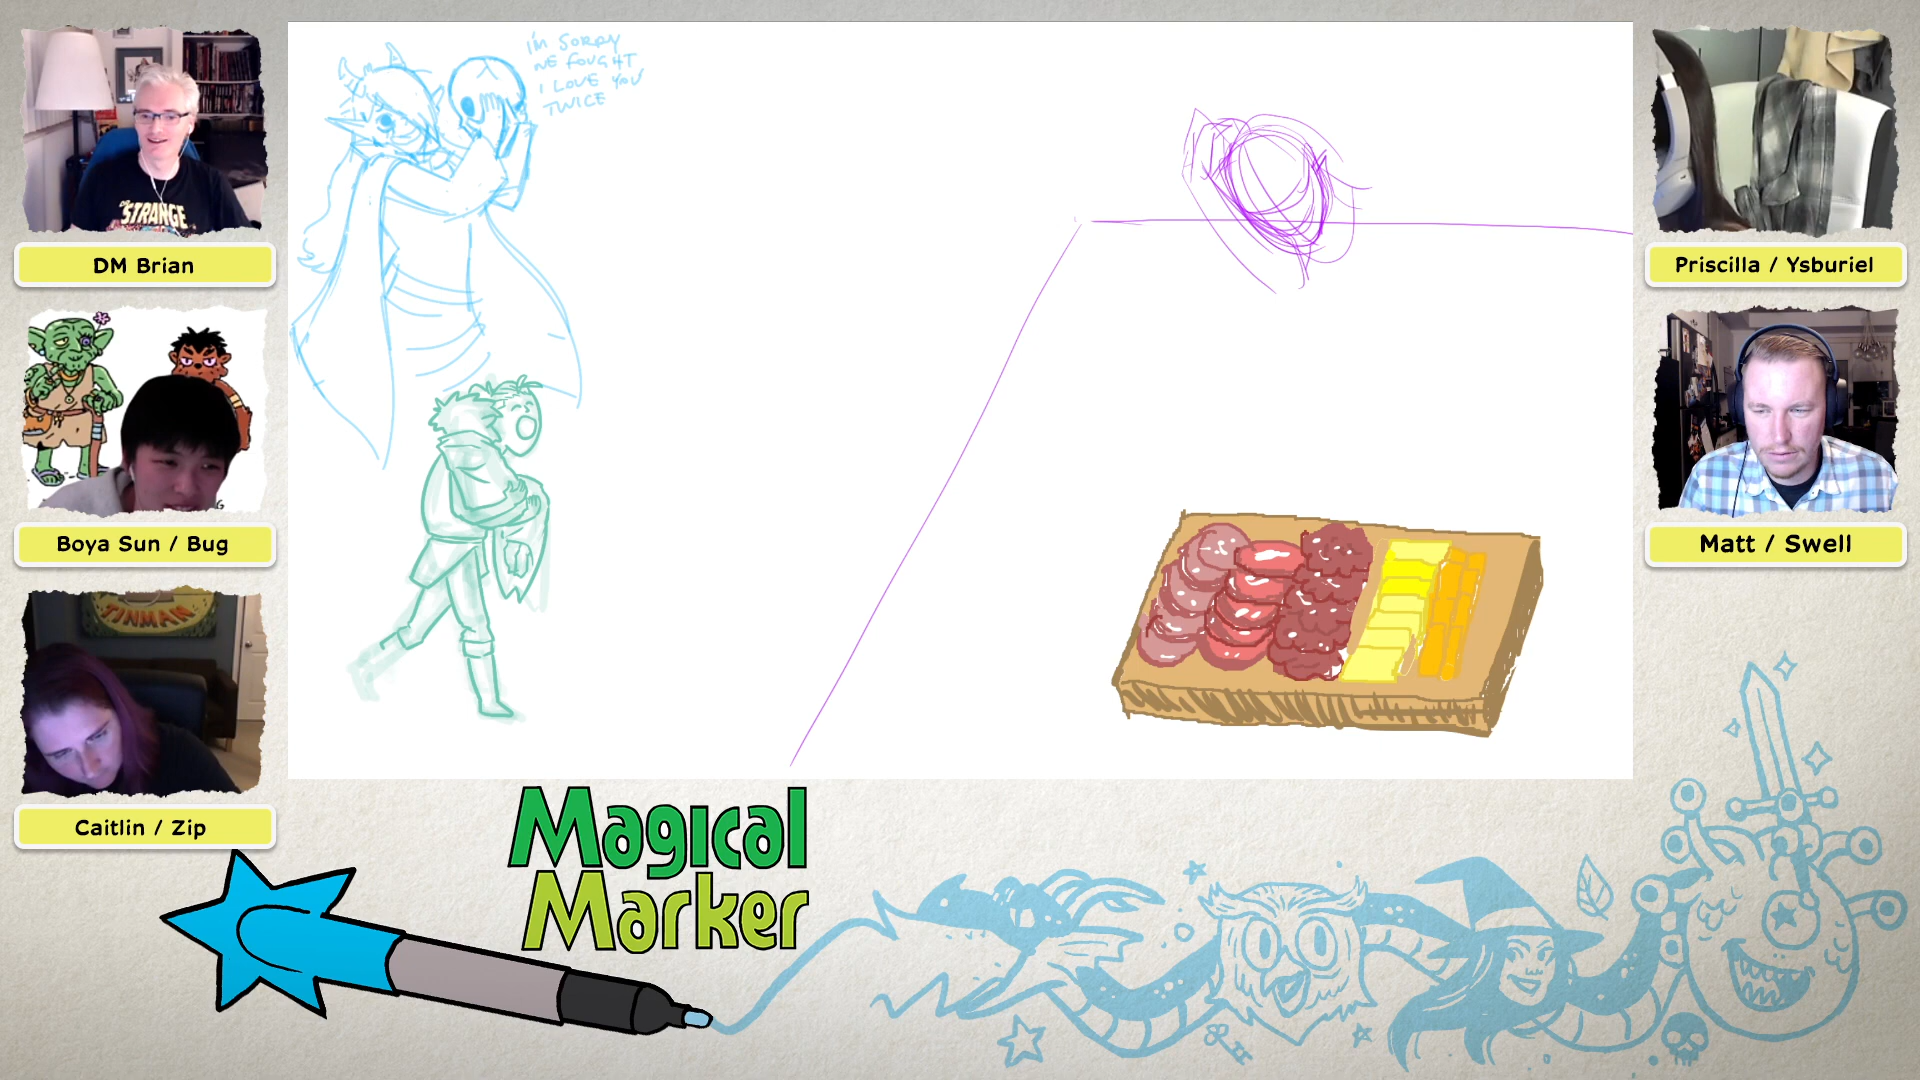 I'M SORRY
WE FOUGHT
I LOVE YOU
TWICE
STRANGE
DM Brian
Priscilla / Ysburiel
Boya Sun / Bug
Matt / Swell
TINMAN
Caitlin / Zip
Magical
Marker